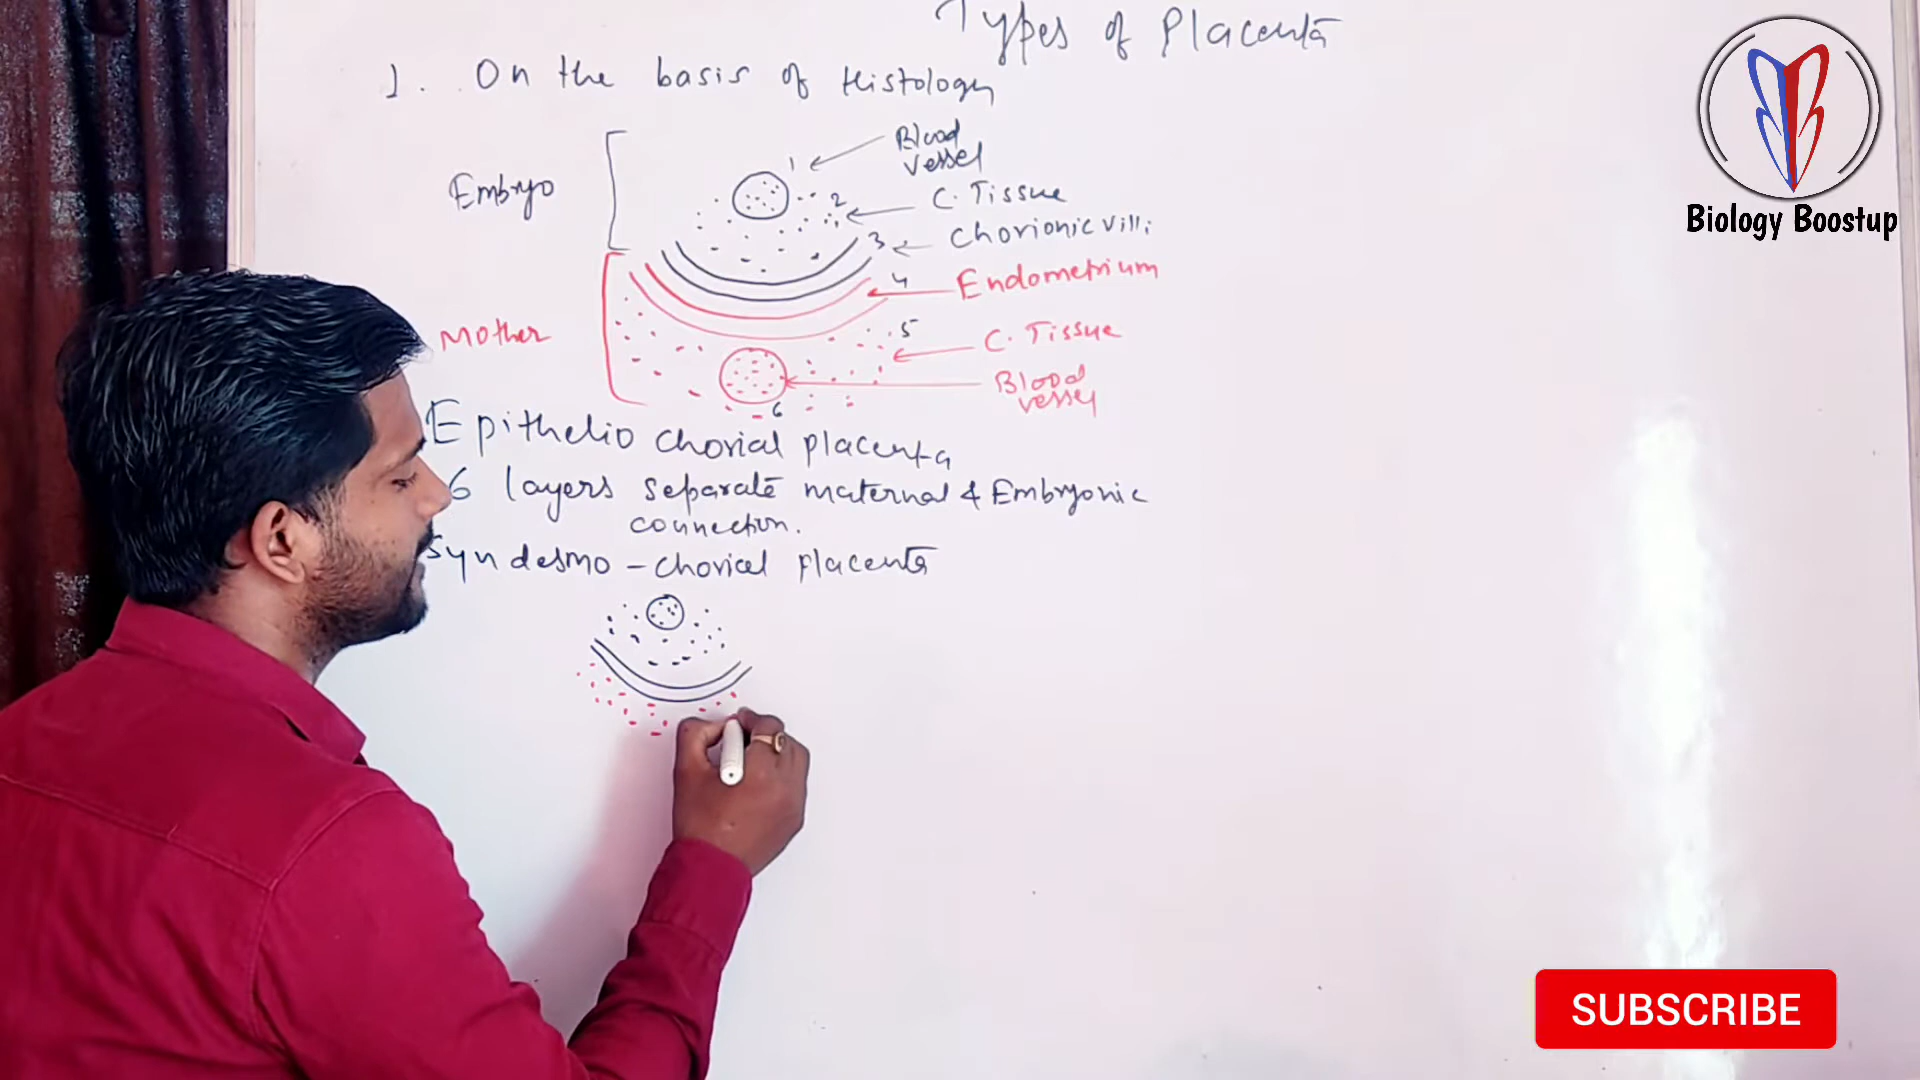 Types of Placenta
1. On the basis of Histology
Embryo
1
Blood
vessel
2
C. Tissue
3
Chorionic villi
4
Endometrium
Mother
5
C. Tissue
Blood
vessel
6
Epithelio chorial placenta
6 layers separate maternal & Embryonic
connection.
Syndesmo - chorial placenta
Biology Boostup
SUBSCRIBE